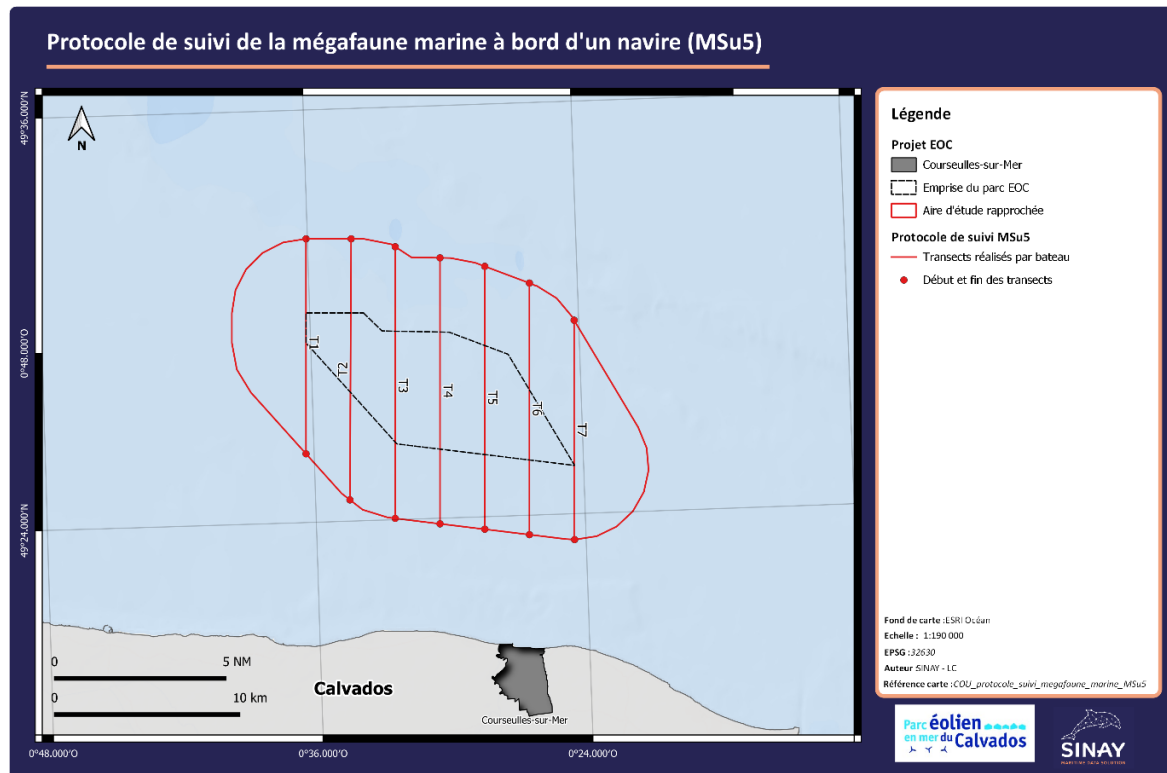 Protocole de suivi de la mégafaune marine à bord d'un navire (MSu5)
49°36.000'N
N
0°48.000'O
49°24.000'N
T1
T2
T3
T4
T5
T6
T7
0
5 NM
0
10 km
Calvados
Courseulles-sur-Mer
0°48.000'O
0°36.000'O
0°24.000'O
Légende
Projet EOC
Courseulles-sur-Mer
Emprise du parc EOC
Aire d'étude rapprochée
Protocole de suivi MSu5
Transects réalisés par bateau
Début et fin des transects
Fond de carte : ESRI Océan
Echelle : 1:190 000
EPSG : 32630
Auteur SINAY - LC
Référence carte : COU_protocole_suivi_megafaune_marine_MSu5
Parc éolien
en mer du Calvados
SINAY
MARITIME DATA SOLUTION